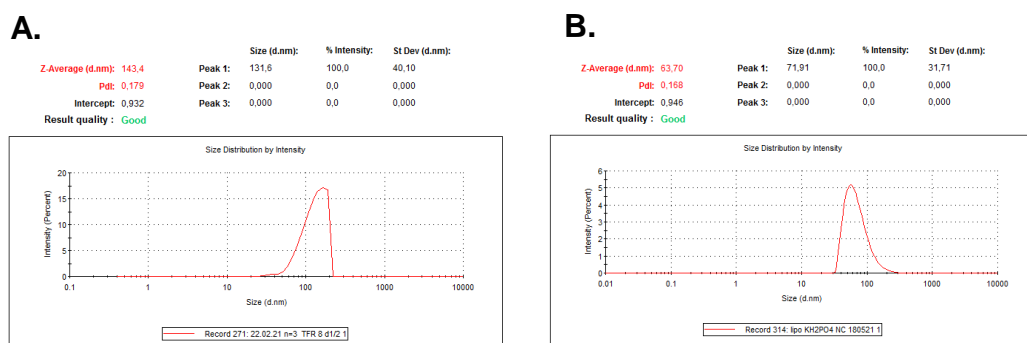 A.
Size (d.nm): % Intensity: St Dev (d.nm):
Z-Average (d.nm): 143,4 Peak 1: 131,6 100,0 40,10
PdI: 0,179 Peak 2: 0,000 0,0 0,000
Intercept: 0,932 Peak 3: 0,000 0,0 0,000
Result quality : Good
Size Distribution by Intensity
Intensity (Percent)
20
15
10
5
0
0.1 1 10 100 1000 10000
Size (d.nm)
Record 271: 22.02.21 n=3 TFR 8 d1/2 1
B.
Size (d.nm): % Intensity: St Dev (d.nm):
Z-Average (d.nm): 63,70 Peak 1: 71,91 100,0 31,71
PdI: 0,168 Peak 2: 0,000 0,0 0,000
Intercept: 0,946 Peak 3: 0,000 0,0 0,000
Result quality : Good
Size Distribution by Intensity
Intensity (Percent)
6
5
4
3
2
1
0
0.01 0.1 1 10 100 1000 10000
Size (d.nm)
Record 314: lipo KH2PO4 NC 180521 1